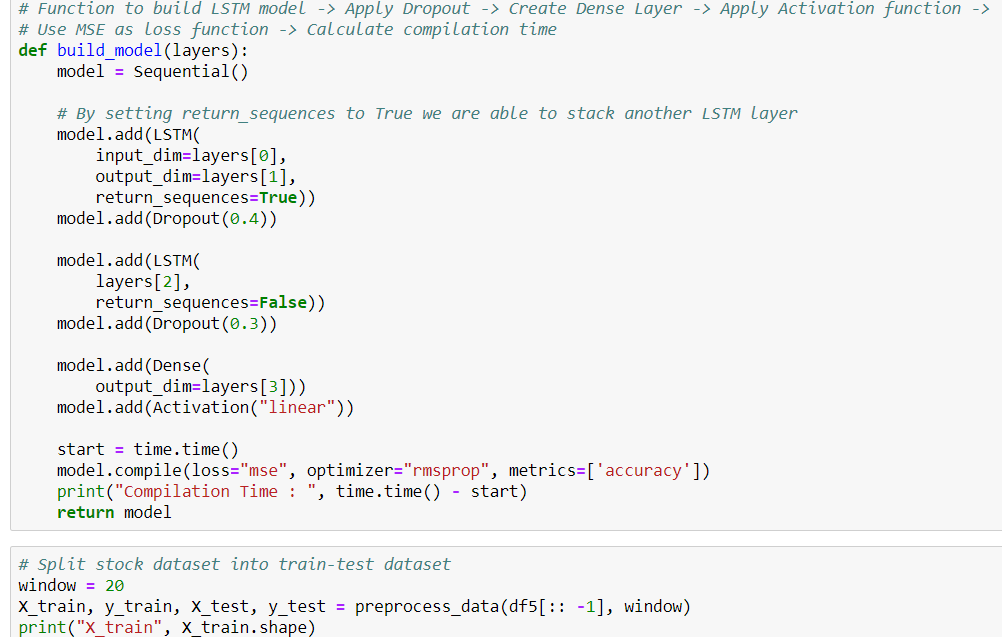 # Function to build LSTM model -> Apply Dropout -> Create Dense Layer -> Apply Activation function ->
# Use MSE as loss function -> Calculate compilation time
def build_model(layers):
    model = Sequential()

    # By setting return_sequences to True we are able to stack another LSTM layer
    model.add(LSTM(
        input_dim=layers[0],
        output_dim=layers[1],
        return_sequences=True))
    model.add(Dropout(0.4))

    model.add(LSTM(
        layers[2],
        return_sequences=False))
    model.add(Dropout(0.3))

    model.add(Dense(
        output_dim=layers[3]))
    model.add(Activation("linear"))

    start = time.time()
    model.compile(loss="mse", optimizer="rmsprop", metrics=['accuracy'])
    print("Compilation Time : ", time.time() - start)
    return model

# Split stock dataset into train-test dataset
window = 20
X_train, y_train, X_test, y_test = preprocess_data(df5[:: -1], window)
print("X_train", X_train.shape)